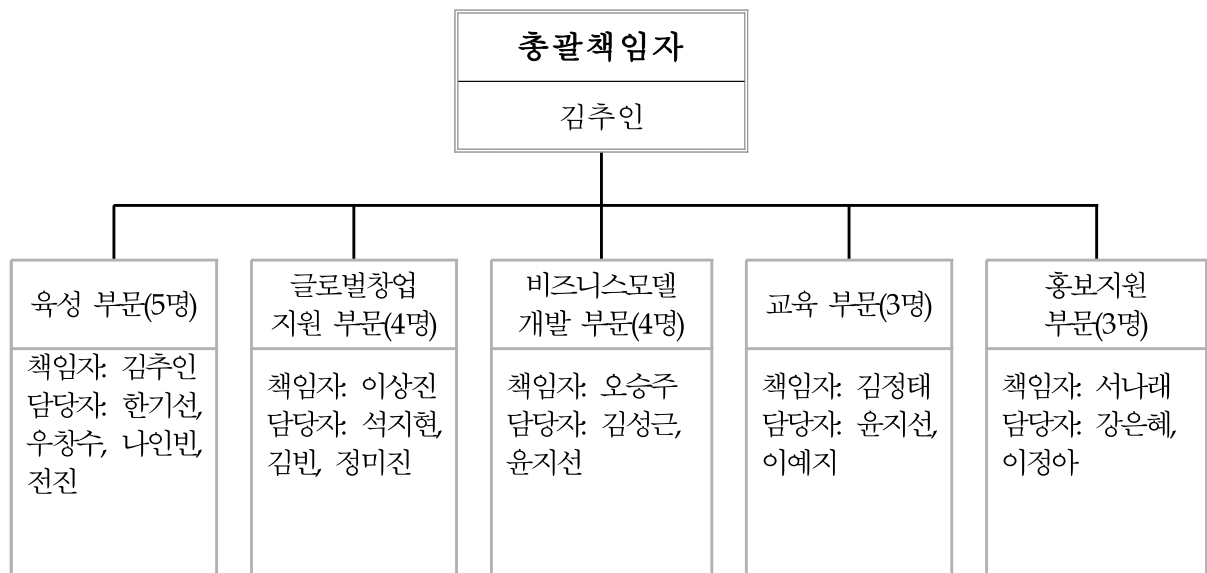 총괄책임자
김추인
육성 부문(5명)
책임자: 김추인
담당자: 한기선,
우창수, 나인빈,
전진
글로벌창업
지원 부문(4명)
책임자: 이상진
담당자: 석지현,
김빈, 정미진
비즈니스모델
개발 부문(4명)
책임자: 오승주
담당자: 김성근,
윤지선
교육 부문(3명)
책임자: 김정태
담당자: 윤지선,
이예지
홍보지원
부문(3명)
책임자: 서나래
담당자: 강은혜,
이정아